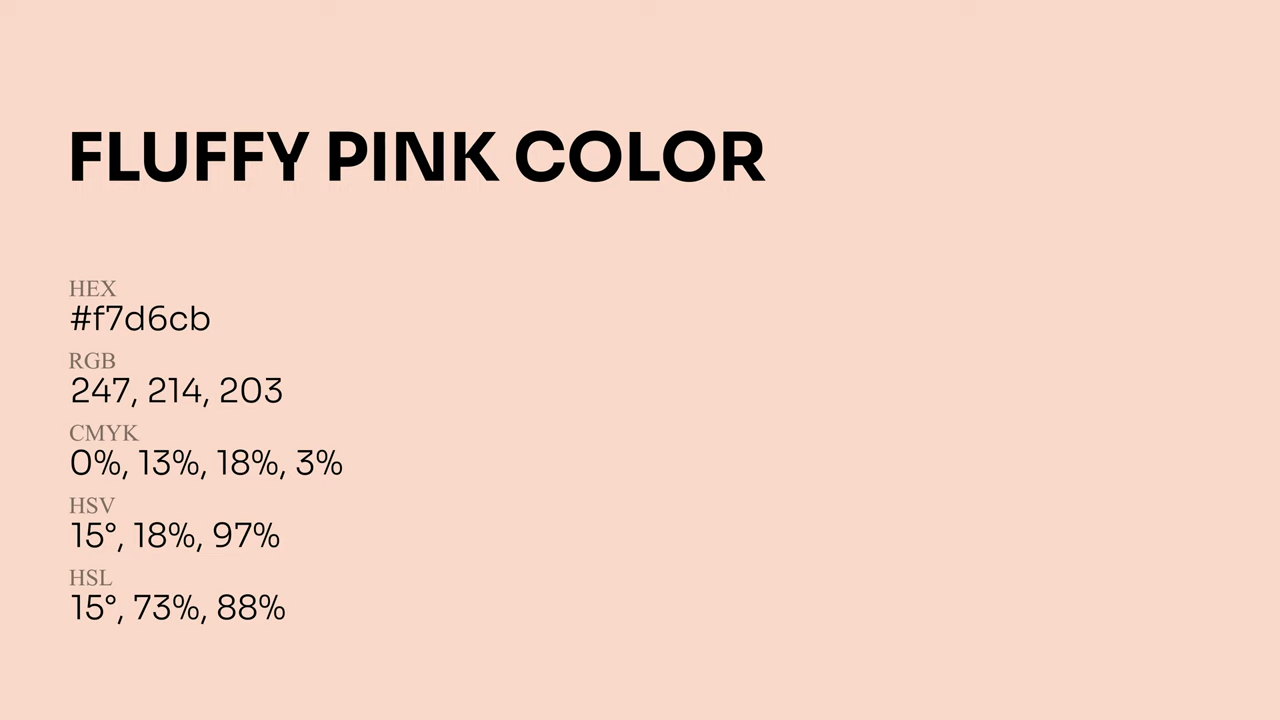 FLUFFY PINK COLOR
HEX
#f7d6cb
RGB
247, 214, 203
CMYK
0%, 13%, 18%, 3%
HSV
15°, 18%, 97%
HSL
15°, 73%, 88%